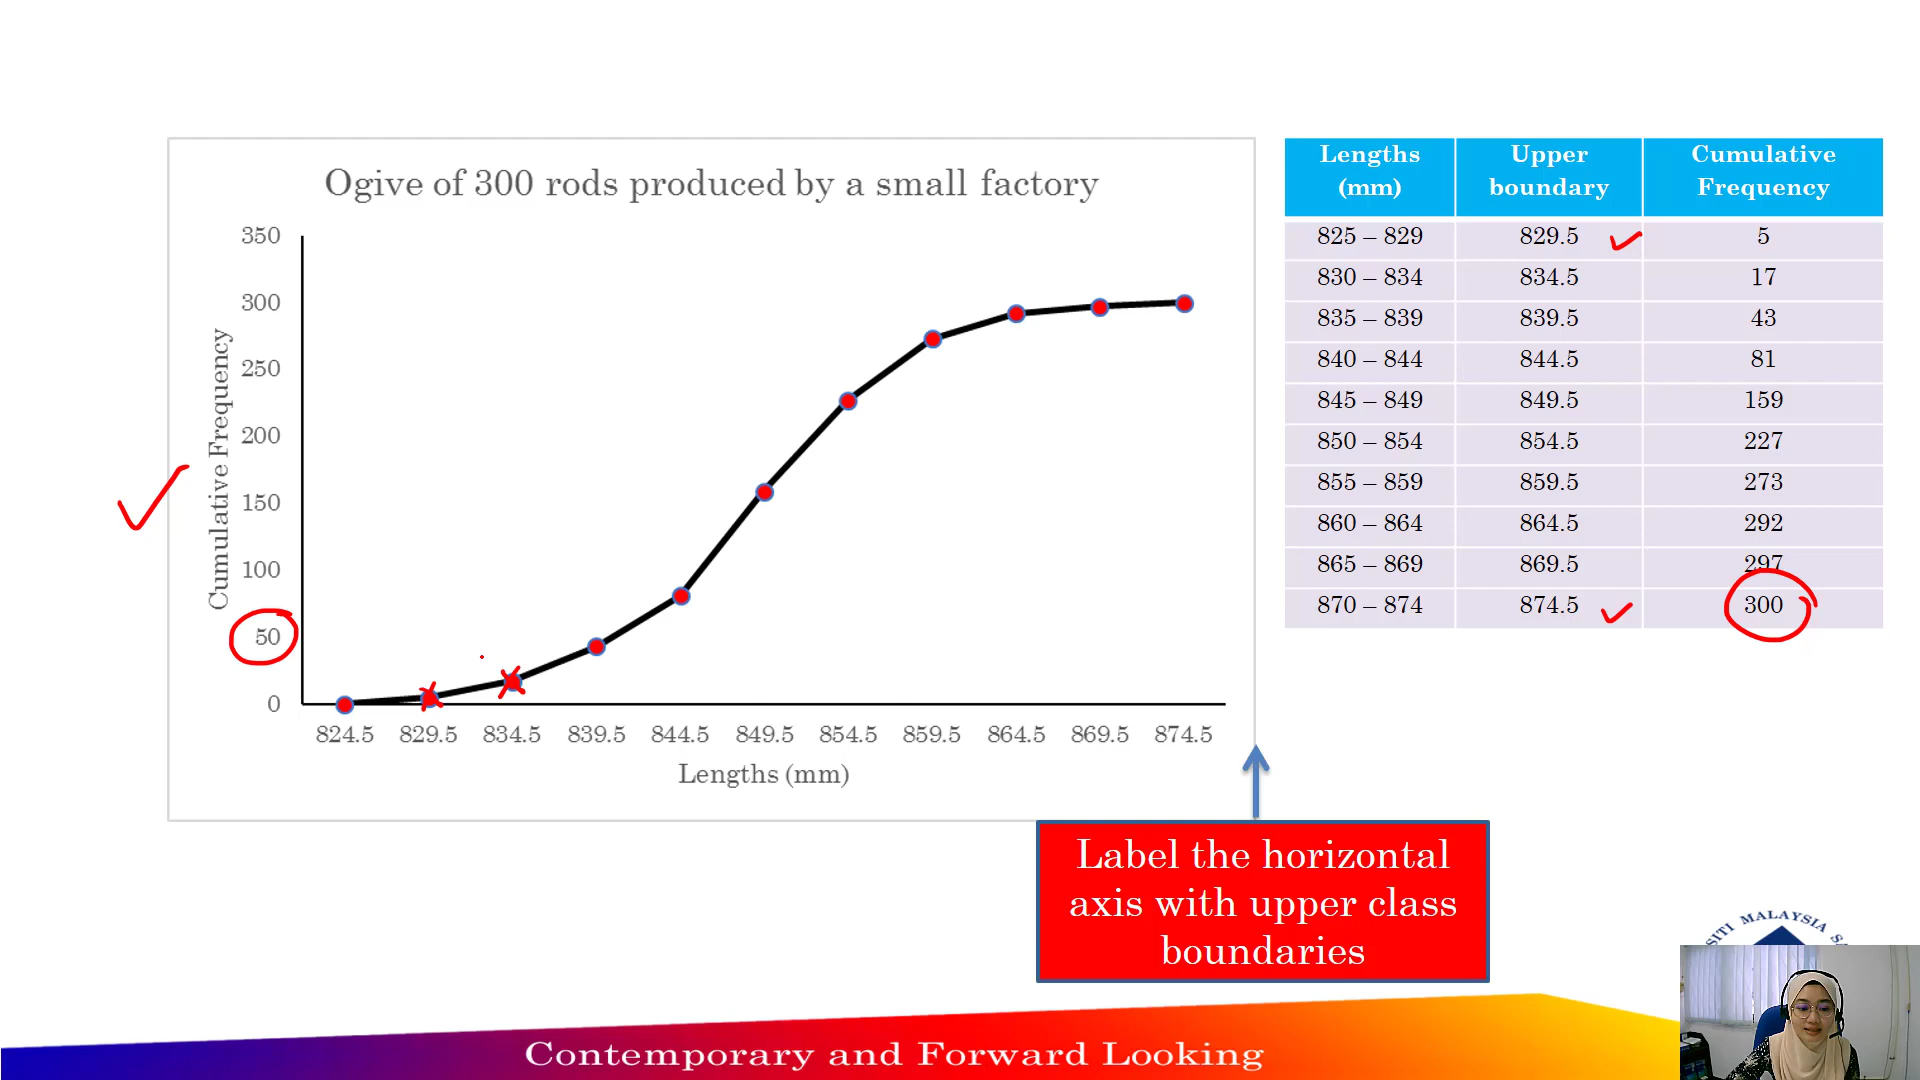 Ogive of 300 rods produced by a small factory
350
300
250
200
150
100
50
0
Cumulative Frequency
824.5 829.5 834.5 839.5 844.5 849.5 854.5 859.5 864.5 869.5 874.5
Lengths (mm)
Lengths (mm) Upper boundary Cumulative Frequency
825 – 829 829.5 5
830 – 834 834.5 17
835 – 839 839.5 43
840 – 844 844.5 81
845 – 849 849.5 159
850 – 854 854.5 227
855 – 859 859.5 273
860 – 864 864.5 292
865 – 869 869.5 297
870 – 874 874.5 300
Label the horizontal
axis with upper class
boundaries
MALAYSIA
Contemporary and Forward Looking